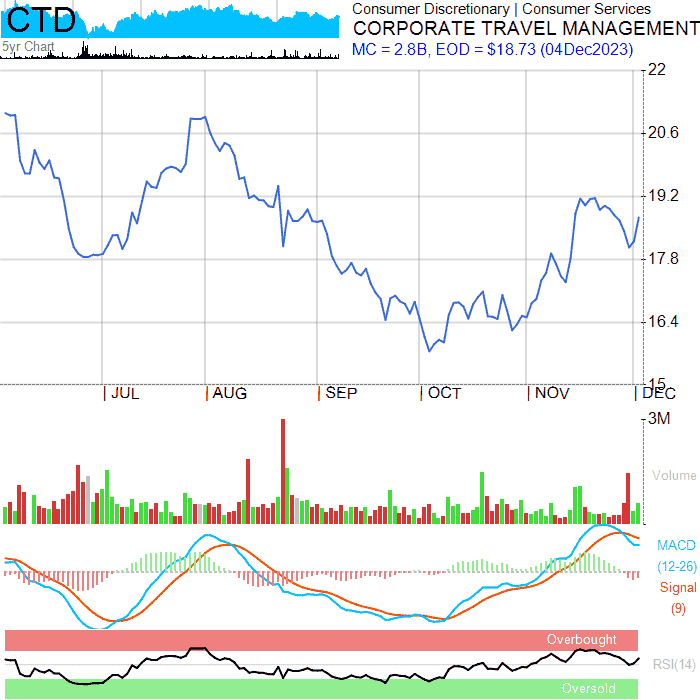 CTD
5yr Chart
Consumer Discretionary | Consumer Services
CORPORATE TRAVEL MANAGEMENT
MC = 2.8B, EOD = $18.73 (04Dec2023)
22
20.6
19.2
17.8
16.4
15
JUL AUG SEP OCT NOV DEC
3M
Volume
MACD
(12-26)
Signal
(9)
Overbought
RSI(14)
Oversold